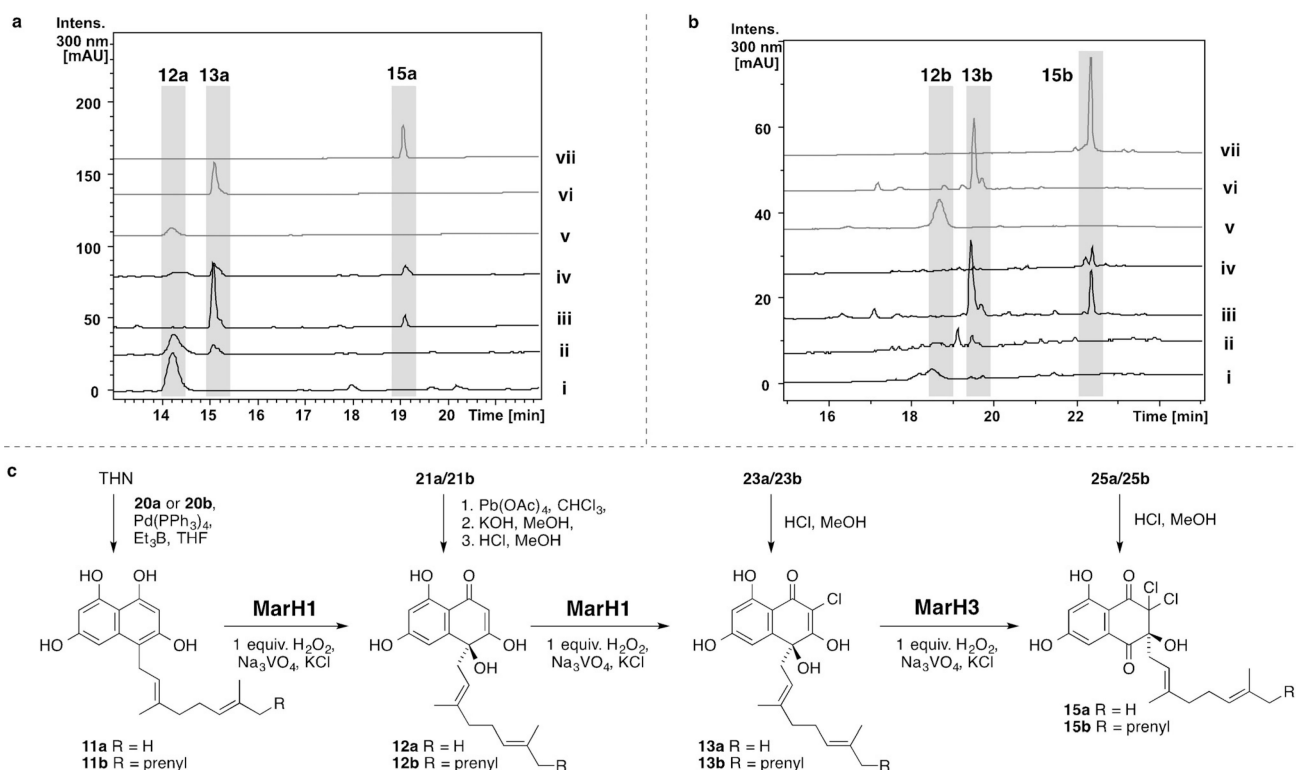 a
Intens.
300 nm
[mAU]
12a 13a 15a
200
150
100
50
0
vii
vi
v
iv
iii
ii
i
14 15 16 16 17 18 19 20 21
Time [min]
b
Intens.
300 nm
[mAU]
12b 13b 15b
60
40
20
0
vii
vi
v
iv
iii
ii
i
16 18 20 22 Time [min]
c
THN
20a or 20b,
Pd(PPh3)4,
Et3B, THF
HO OH
HO OH
R
11a R = H
11b R = prenyl
MarH1
1 equiv. H2O2,
Na3VO4, KCl
21a/21b
1. Pb(OAc)4, CHCl3,
2. KOH, MeOH,
3. HCl, MeOH
HO O
HO OH
OH
R
12a R = H
12b R = prenyl
MarH1
1 equiv. H2O2,
Na3VO4, KCl
23a/23b
HCl, MeOH
HO O
Cl
HO OH
OH
R
13a R = H
13b R = prenyl
MarH3
1 equiv. H2O2,
Na3VO4, KCl
25a/25b
HCl, MeOH
HO O Cl
Cl
HO OH
O
R
15a R = H
15b R = prenyl